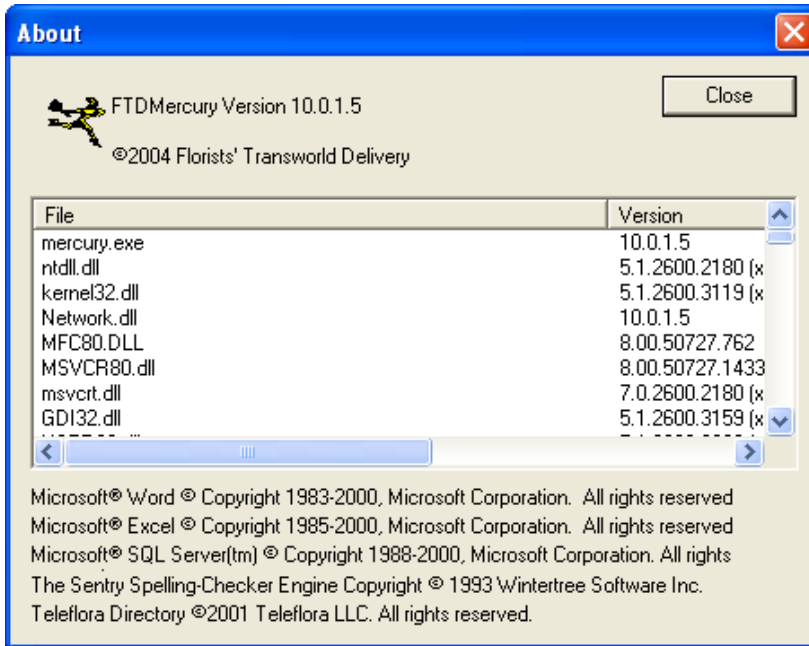 About
FTDMercury Version 10.0.1.5
Close
©2004 Florists' Transworld Delivery
File Version
mercury.exe 10.0.1.5
ntdll.dll 5.1.2600.2180 (x
kernel32.dll 5.1.2600.3119 (x
Network.dll 10.0.1.5
MFC80.DLL 8.00.50727.762
MSVCR80.dll 8.00.50727.1433
msvcrt.dll 7.0.2600.2180 (x
GDI32.dll 5.1.2600.3159 (x
Microsoft® Word © Copyright 1983-2000, Microsoft Corporation.  All rights reserved
Microsoft® Excel © Copyright 1985-2000, Microsoft Corporation.  All rights reserved
Microsoft® SQL Server(tm) © Copyright 1988-2000, Microsoft Corporation. All rights
The Sentry Spelling-Checker Engine Copyright © 1993 Wintertree Software Inc.
Teleflora Directory ©2001 Teleflora LLC. All rights reserved.